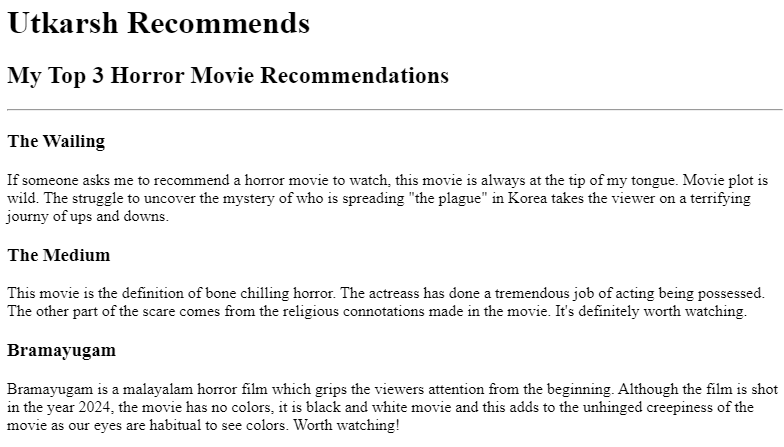 Utkarsh Recommends
My Top 3 Horror Movie Recommendations
The Wailing
If someone asks me to recommend a horror movie to watch, this movie is always at the tip of my tongue. Movie plot is
wild. The struggle to uncover the mystery of who is spreading "the plague" in Korea takes the viewer on a terrifying
journy of ups and downs.
The Medium
This movie is the definition of bone chilling horror. The actreass has done a tremendous job of acting being possessed.
The other part of the scare comes from the religious connotations made in the movie. It's definitely worth watching.
Bramayugam
Bramayugam is a malayalam horror film which grips the viewers attention from the beginning. Although the film is shot
in the year 2024, the movie has no colors, it is black and white movie and this adds to the unhinged creepiness of the
movie as our eyes are habitual to see colors. Worth watching!